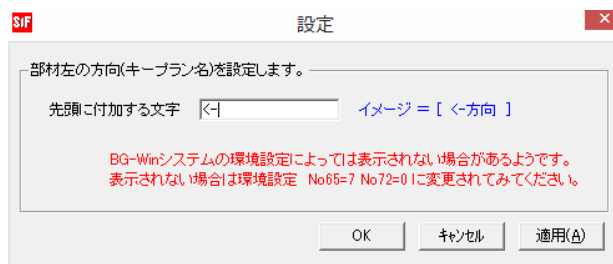 SiF
設定
部材左の方向(キープラン名)を設定します。
先頭に付加する文字 <- イメージ = [ <-方向 ]
BG-Winシステムの環境設定によっては表示されない場合があるようです。
表示されない場合は環境設定 No65=7 No72=0 に変更されてみてください。
OK キャンセル 適用(A)